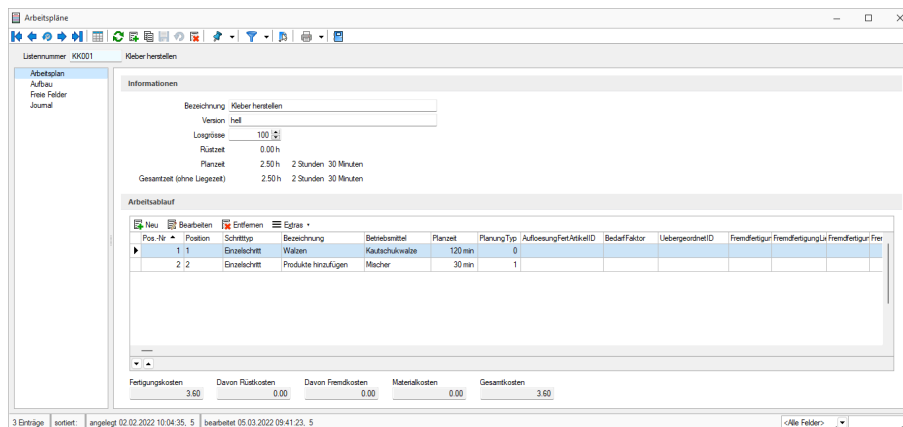 Arbeitspläne
Listennummer KK001 Kleber herstellen
Arbeitsplan
Aufbau
Freie Felder
Journal
Informationen
Bezeichnung Kleber herstellen
Version hell
Losgrösse 100
Rüstzeit 0.00 h
Planzeit 2.50 h 2 Stunden 30 Minuten
Gesamtzeit (ohne Liegezeit) 2.50 h 2 Stunden 30 Minuten
Arbeitsablauf
Neu Bearbeiten Entfernen Extras
Pos.-Nr Position Schritttyp Bezeichnung Betriebsmittel Planzeit PlanungTyp AufloesungFertArtikelID BedarfFaktor UebergeordnetID Fremdfertigur FremdfertigungLie Fremdfertigur Frei
1 1 Einzelschritt Walzen Kautschukwalze 120 min 0
2 2 Einzelschritt Produkte hinzufügen Mischer 30 min 1
Fertigungskosten Davon Rüstkosten Davon Fremdkosten Materialkosten Gesamtkosten
3.60 0.00 0.00 0.00 3.60
3 Einträge sortiert: angelegt 02.02.2022 10:04:35, 5 bearbeitet 05.03.2022 09:41:23, 5 <Alle Felder>